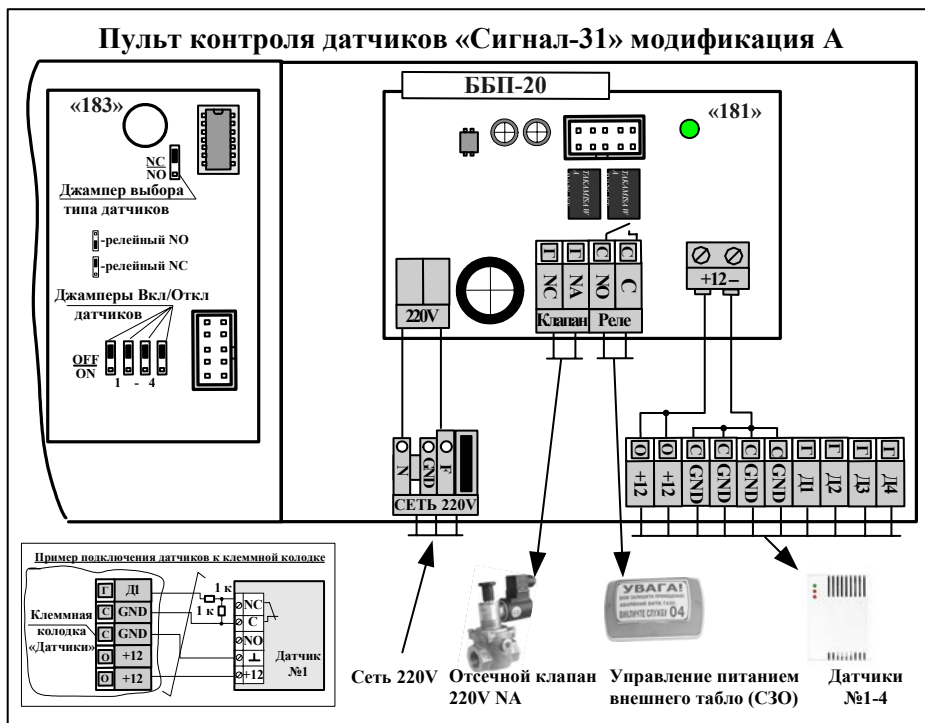 Пульт контроля датчиков «Сигнал-31» модификация А
ББП-20
«183»
«181»
NC
NO
Джампер выбора
типа датчиков
-релейный NO
-релейный NC
Джамперы Вкл/Откл
датчиков
OFF
ON
1 - 4
TAKAMISAW
A
TAKAMISAW
A
Г Г С С
NC NA NO C
Клапан Реле
220V
+12–
N GND F
СЕТЬ 220V
О О С С С С Г Г Г Г
+12 +12 GND GND GND GND Д1 Д2 Д3 Д4
Пример подключения датчиков к клеммной колодке
Клеммная
колодка
«Датчики»
Г Д1
С GND
С GND
О +12
О +12
1 к
1 к
NC
C
NO
⊥
+12
Датчик
№1
УВАГА!
ВИКЛИЧТЕ СЛУЖБУ 04
Сеть 220V
Отсечной клапан
220V NA
Управление питанием
внешнего табло (СЗО)
Датчики
№1-4